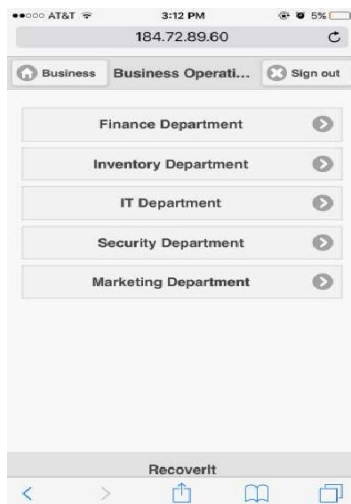 AT&T 3:12 PM 5%
184.72.89.60
Business Business Operati... Sign out
Finance Department
Inventory Department
IT Department
Security Department
Marketing Department
RecoverIt